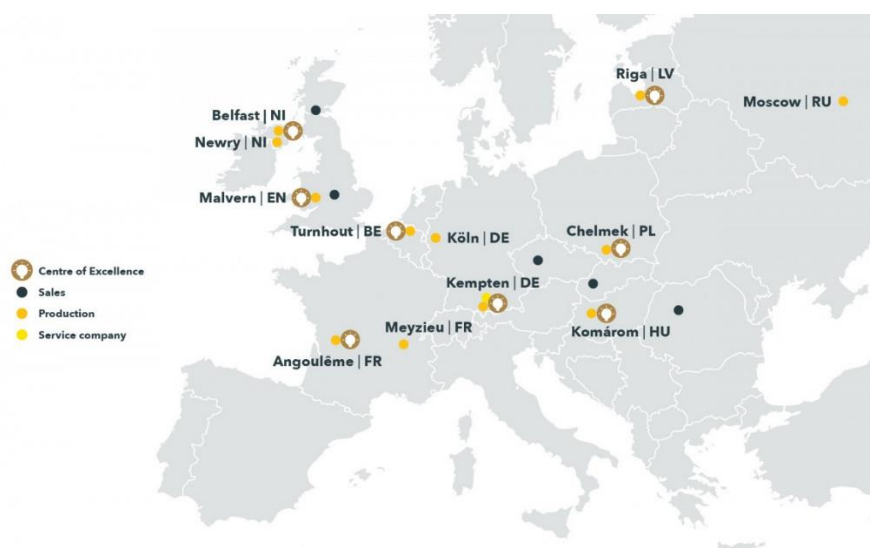 Riga | LV
Moscow | RU
Belfast | NI
Newry | NI
Malvern | EN
Turnhout | BE
Köln | DE
Chelmek | PL
Kempten | DE
Meyzieu | FR
Komárom | HU
Angoulême | FR
Centre of Excellence
Sales
Production
Service company